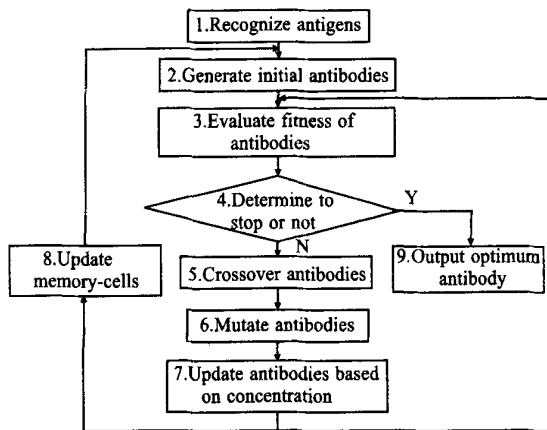 1.Recognize antigens
2.Generate initial antibodies
3.Evaluate fitness of
antibodies
4.Determine to
stop or not
Y
N
8.Update
memory-cells
5.Crossover antibodies
9.Output optimum
antibody
6.Mutate antibodies
7.Update antibodies based
on concentration